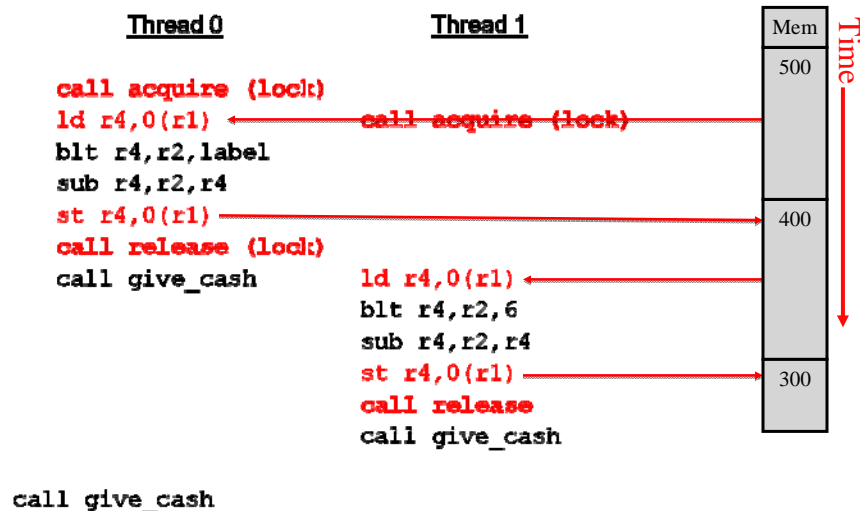 Thread 0
Thread 1
Mem
Time
500
call acquire (lock)
ld r4,0(r1)
call acquire (lock)
blt r4,r2,label
sub r4,r2,r4
st r4,0(r1)
400
call release (lock)
call give_cash
ld r4,0(r1)
blt r4,r2,6
sub r4,r2,r4
st r4,0(r1)
300
call release
call give_cash
call give_cash